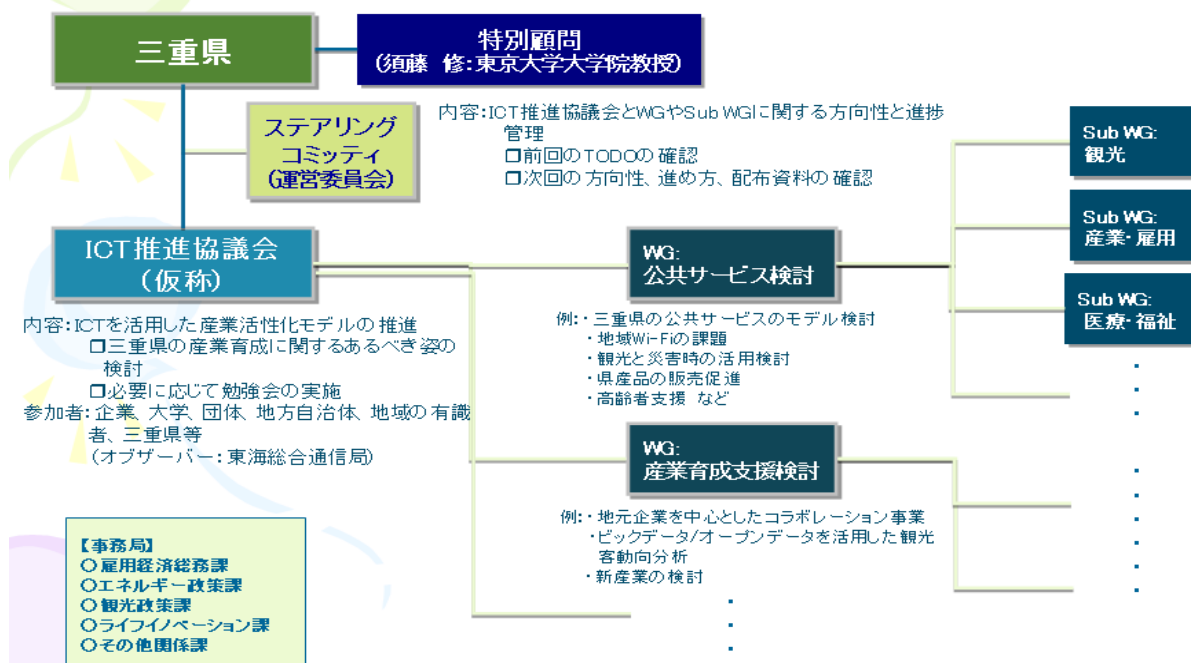 三重県
特別顧問
(須藤 修:東京大学大学院教授)
ステアリング
コミッティ
(運営委員会)
内容:ICT推進協議会とWGやSub WGに関する方向性と進捗
管理
□前回のTODOの確認
□次回の方向性、進め方、配布資料の確認
ICT推進協議会
(仮称)
内容:ICTを活用した産業活性化モデルの推進
□三重県の産業育成に関するあるべき姿の
検討
□必要に応じて勉強会の実施
参加者:企業、大学、団体、地方自治体、地域の有識
者、三重県等
(オブザーバー:東海総合通信局)
【事務局】
○雇用経済総務課
○エネルギー政策課
○観光政策課
○ライフイノベーション課
○その他関係課
WG:
公共サービス検討
例:・三重県の公共サービスのモデル検討
・地域Wi-Fiの課題
・観光と災害時の活用検討
・県産品の販売促進
・高齢者支援 など
WG:
産業育成支援検討
例:・地元企業を中心としたコラボレーション事業
・ビックデータ/オープンデータを活用した観光
客動向分析
・新産業の検討
Sub WG:
観光
Sub WG:
産業・雇用
Sub WG:
医療・福祉